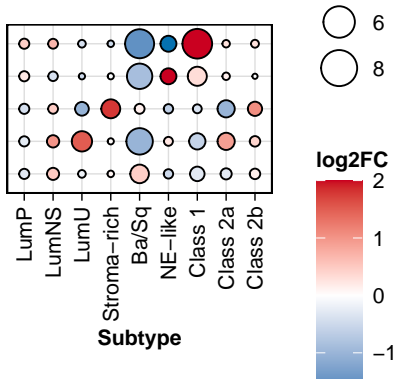 6
8
log2FC
2
1
0
−1
LumP
LumNS
LumU
Stroma−rich
Ba/Sq
NE−like
Class 1
Class 2a
Class 2b
Subtype